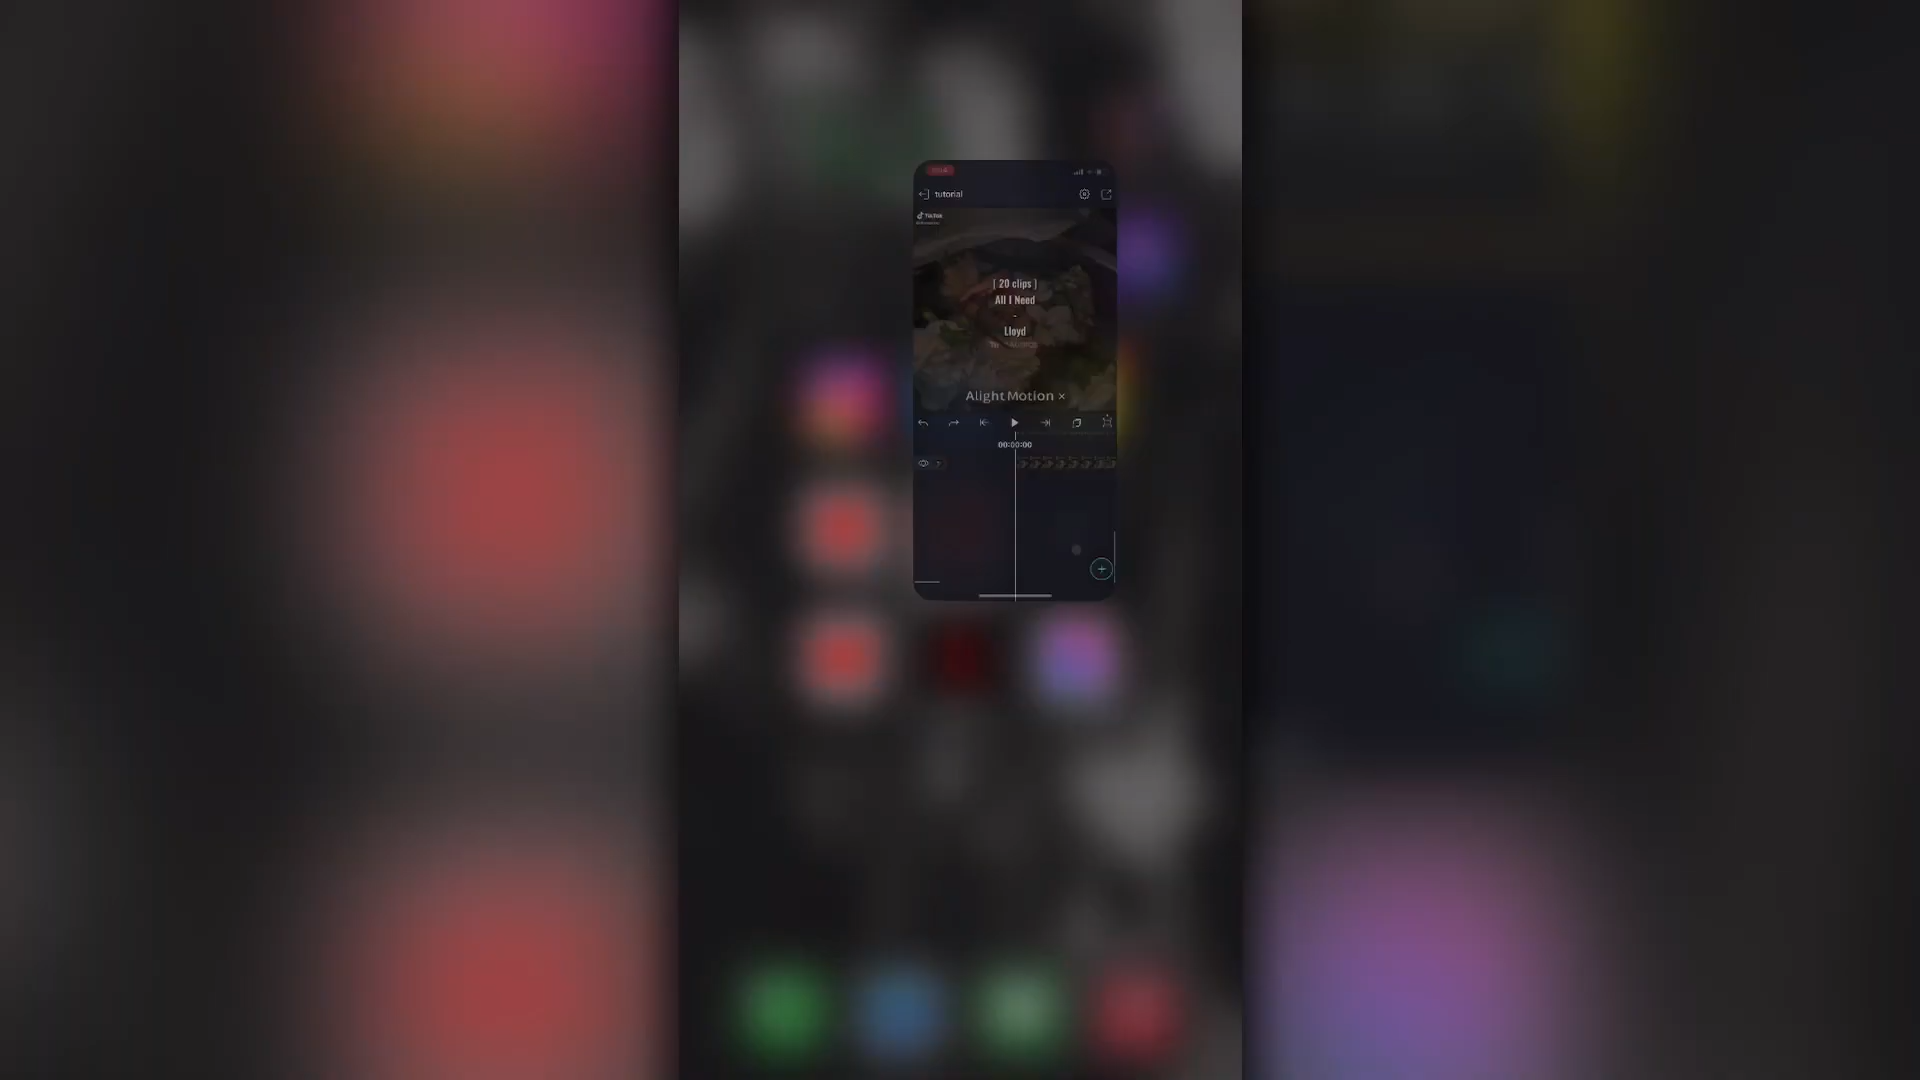 tutorial
TikTok
[ 20 clips ]
All I Need
-
Lloyd
Alight Motion ×
00:00:00